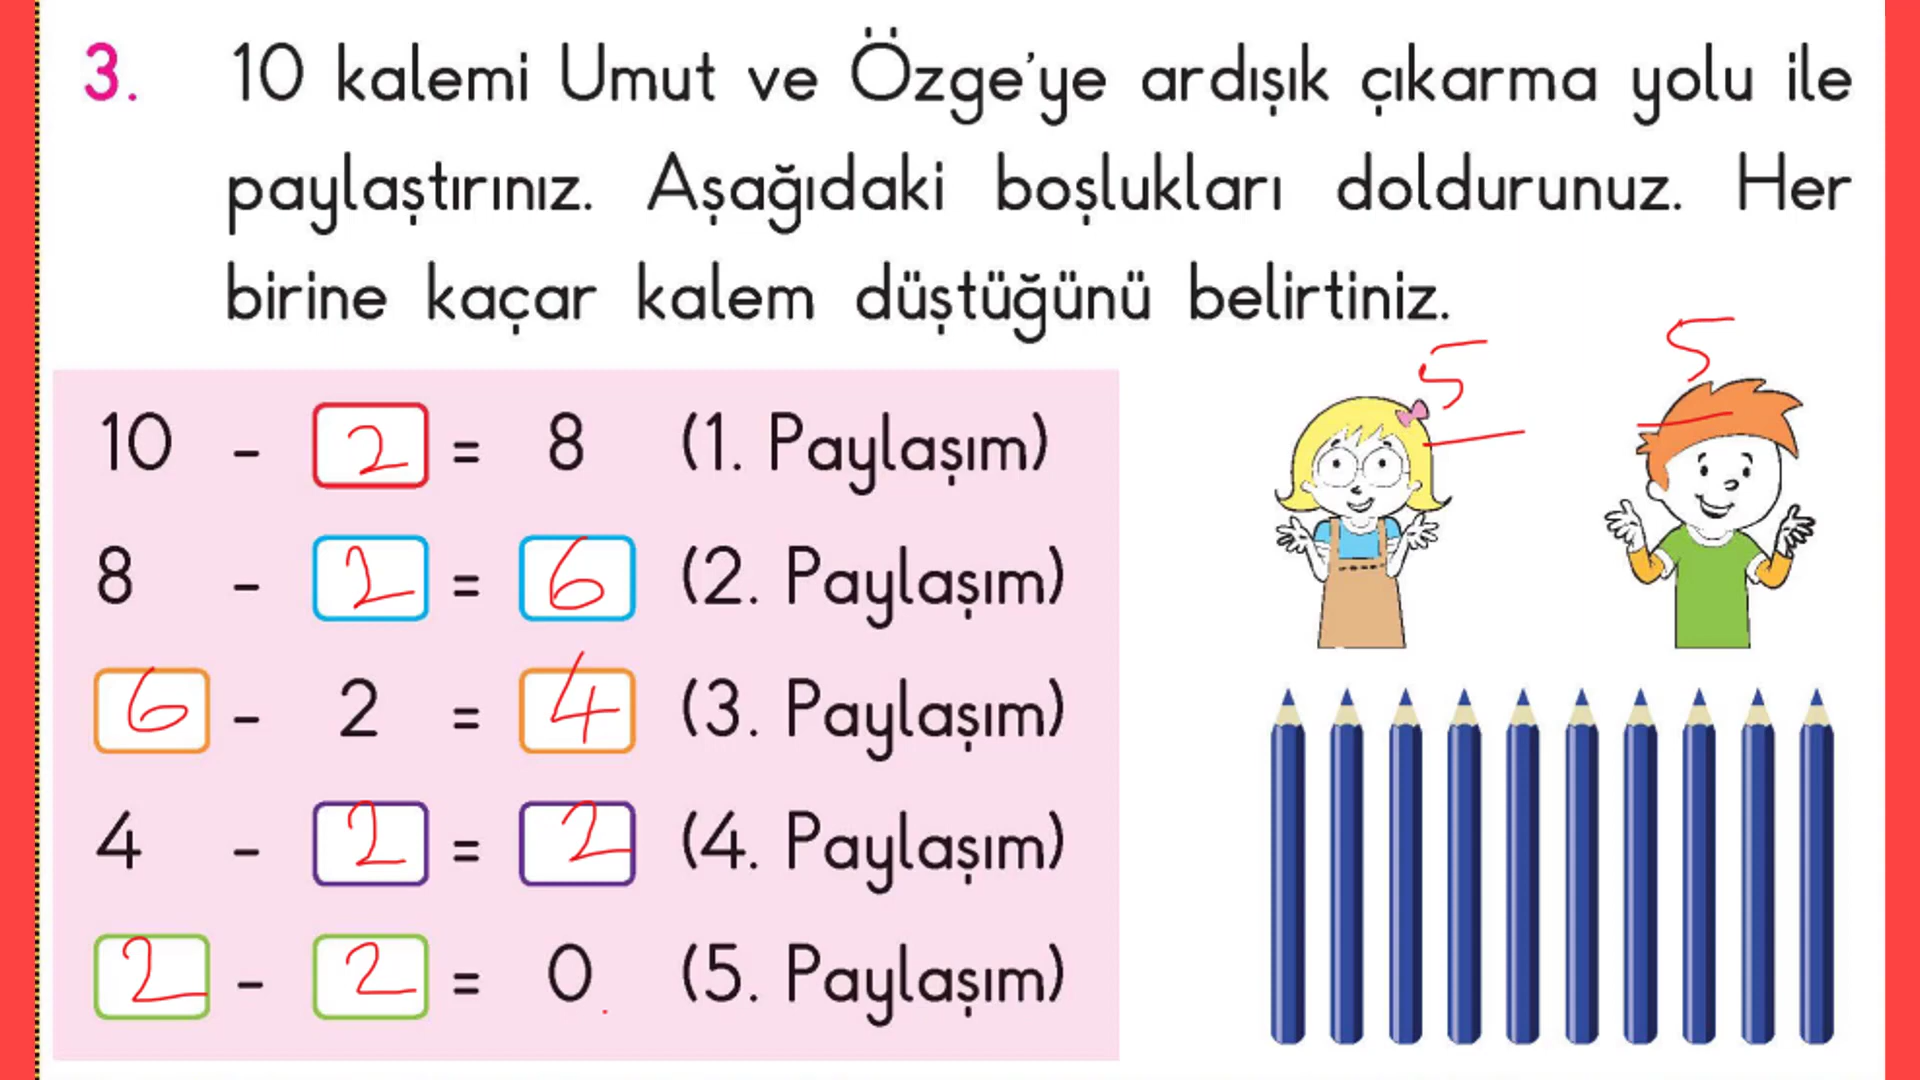 3. 10 kalemi Umut ve Özge'ye ardışık çıkarma yolu ile
paylaştırınız. Aşağıdaki boşlukları doldurunuz. Her
birine kaçar kalem düştüğünü belirtiniz.
5 5
10 - 2 = 8 (1. Paylaşım)
8 - 2 = 6 (2. Paylaşım)
6 - 2 = 4 (3. Paylaşım)
4 - 2 = 2 (4. Paylaşım)
2 - 2 = 0 (5. Paylaşım)